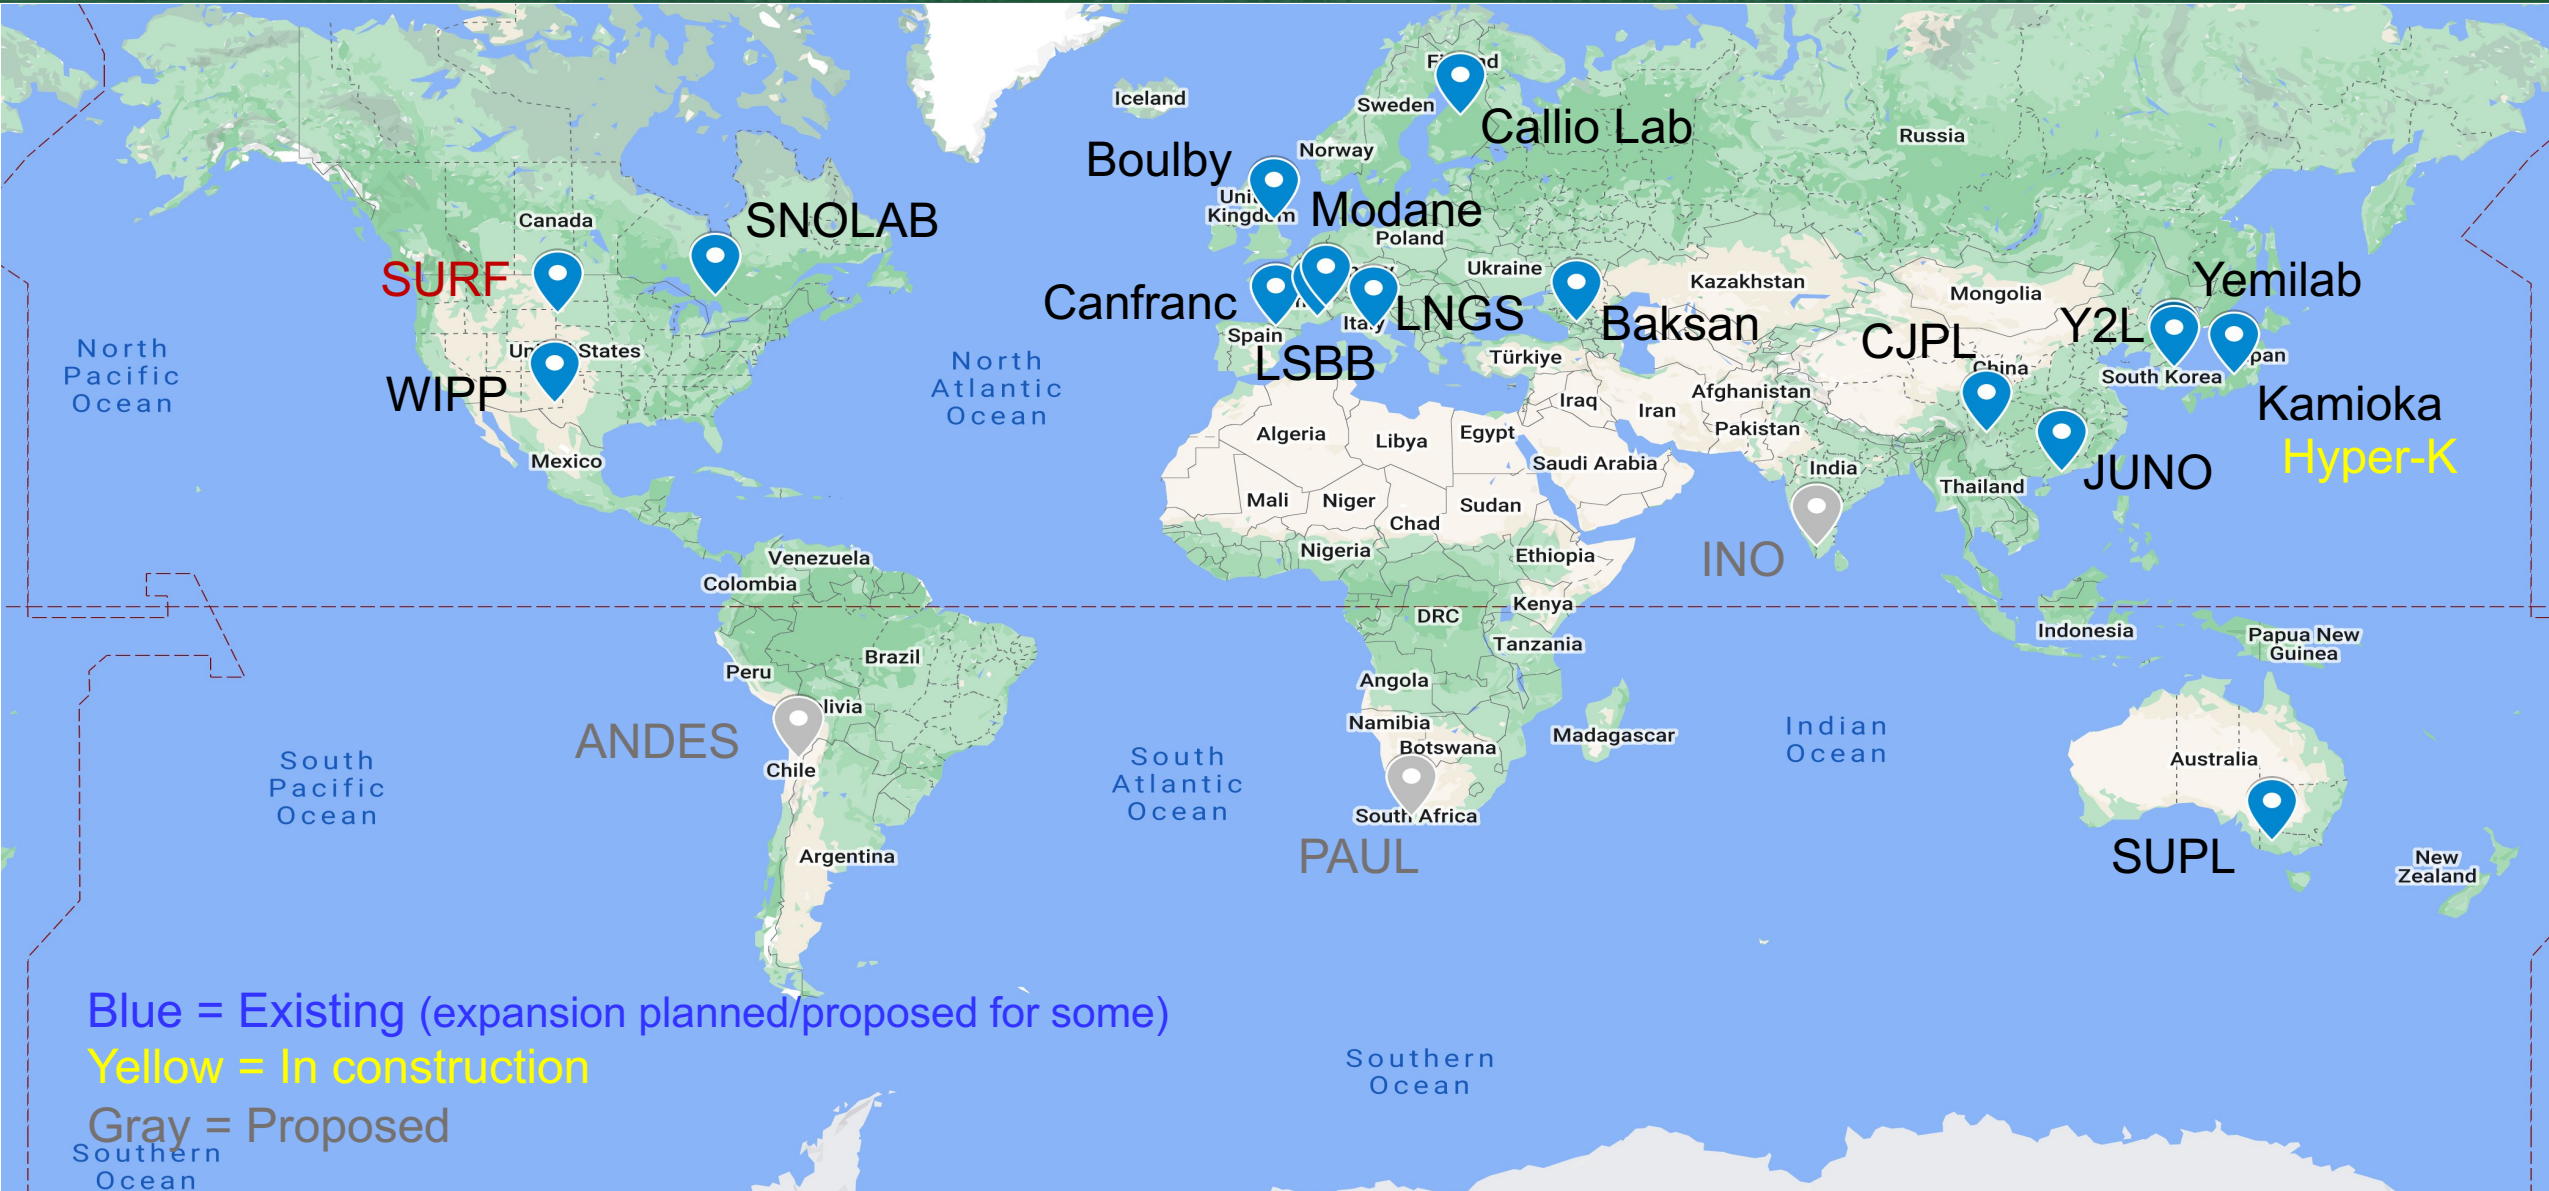 Iceland
Sweden
Callio Lab
Russia
Norway
Boulby
Kingdom
Modane
Poland
Canada
SNOLAB
SURF
Ukraine
Kazakhstan
Mongolia
Yemilab
Canfranc
LNGS
Baksan
Y2L
CJPL
Spain
Italy
LSBB
Türkiye
China
South Korea
States
WIPP
North
Pacific
Ocean
North
Atlantic
Ocean
Iraq
Iran
Afghanistan
Pakistan
Kamioka
Hyper-K
Algeria
Libya
Egypt
Saudi Arabia
India
JUNO
Mexico
Thailand
Mali
Niger
Chad
Sudan
Nigeria
Ethiopia
INO
Venezuela
Colombia
DRC
Kenya
Tanzania
Indonesia
Papua New
Guinea
Peru
Brazil
Angola
Namibia
Botswana
Madagascar
Indian
Ocean
ANDES
Chile
South
Pacific
Ocean
South
Atlantic
Ocean
Australia
South Africa
PAUL
SUPL
Argentina
New
Zealand
Blue = Existing (expansion planned/proposed for some)
Yellow = In construction
Gray = Proposed
Southern
Ocean
Southern
Ocean